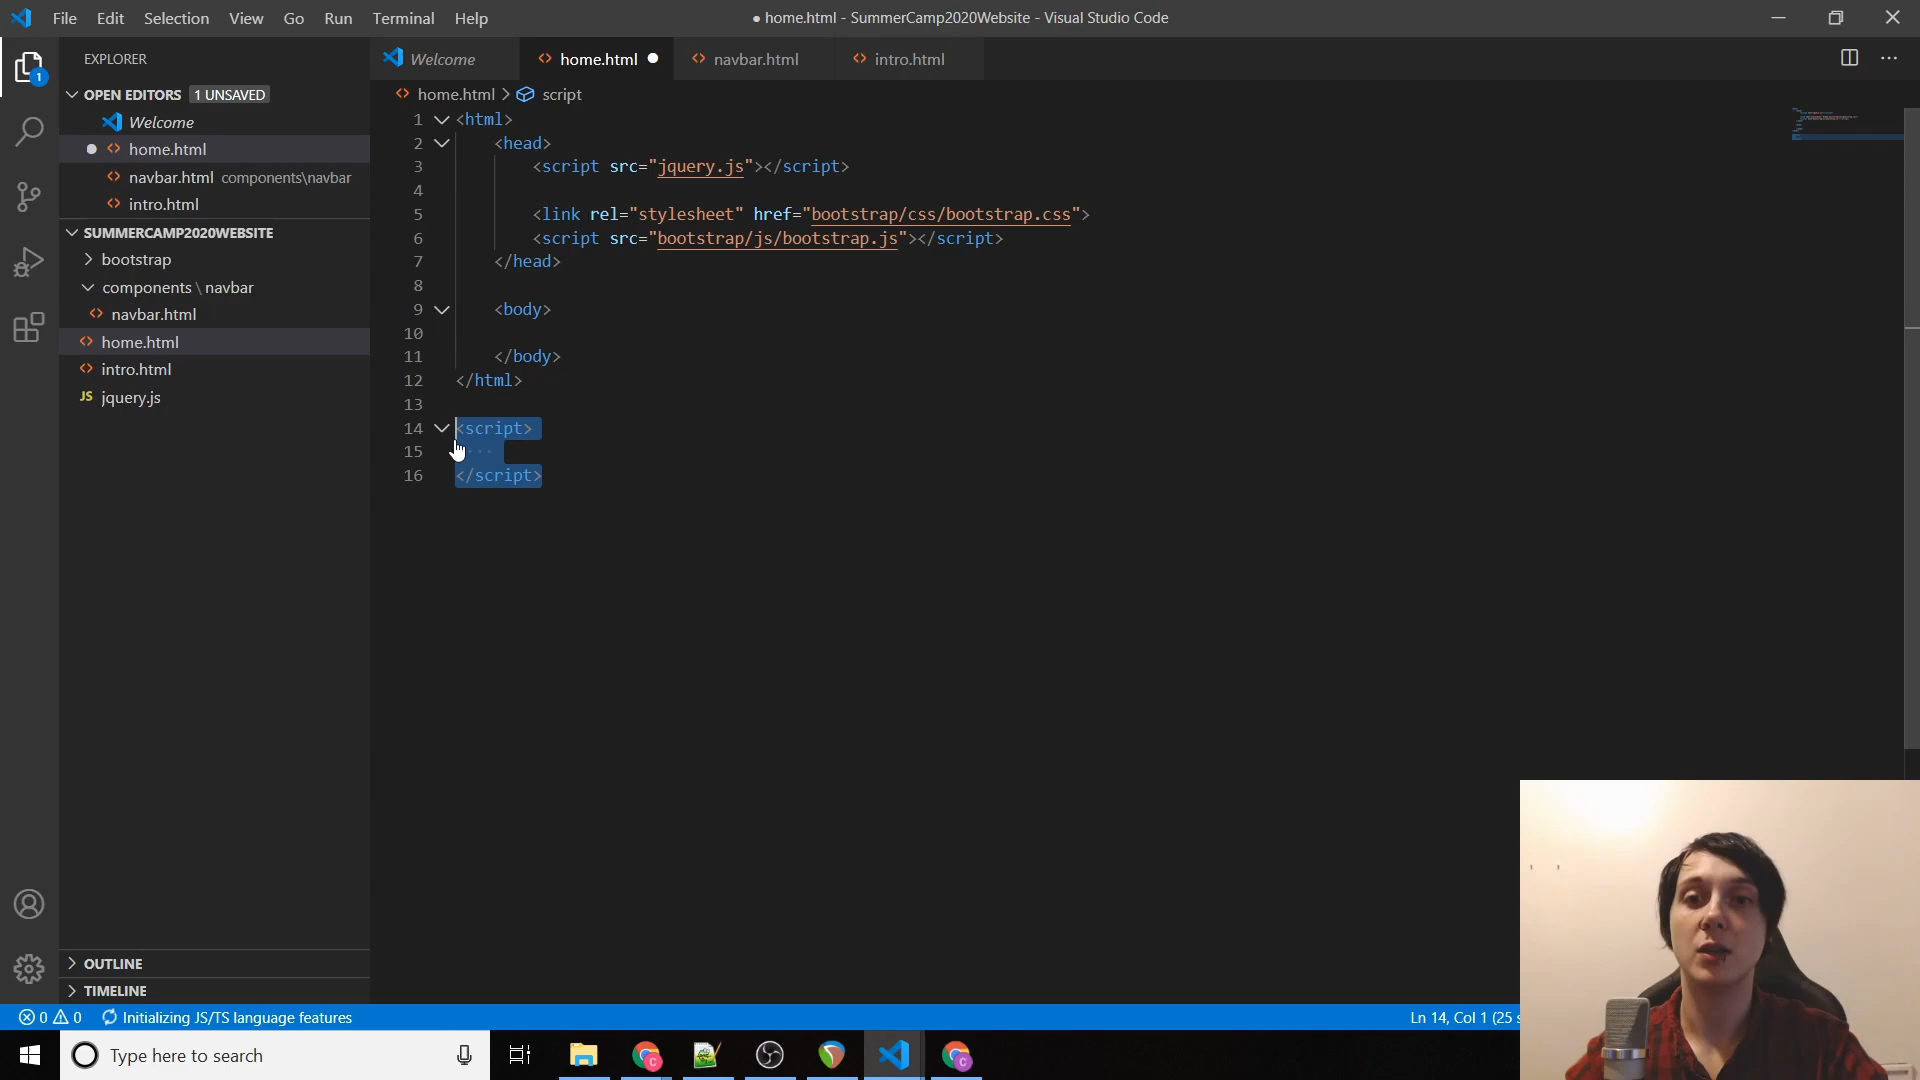 File Edit Selection View Go Run Terminal Help
● home.html - SummerCamp2020Website - Visual Studio Code
EXPLORER
1
OPEN EDITORS 1 UNSAVED
Welcome
home.html
navbar.html components\navbar
intro.html
SUMMERCAMP2020WEBSITE
bootstrap
components \ navbar
navbar.html
home.html
intro.html
JS jquery.js
OUTLINE
TIMELINE
Welcome home.html navbar.html intro.html
home.html > script
1 <html>
2 <head>
3 <script src="jquery.js"></script>
4
5 <link rel="stylesheet" href="bootstrap/css/bootstrap.css">
6 <script src="bootstrap/js/bootstrap.js"></script>
7 </head>
8
9 <body>
10
11 </body>
12 </html>
13
14 <script>
15
16 </script>
0 0 Initializing JS/TS language features
Ln 14, Col 1 (25 s
Type here to search